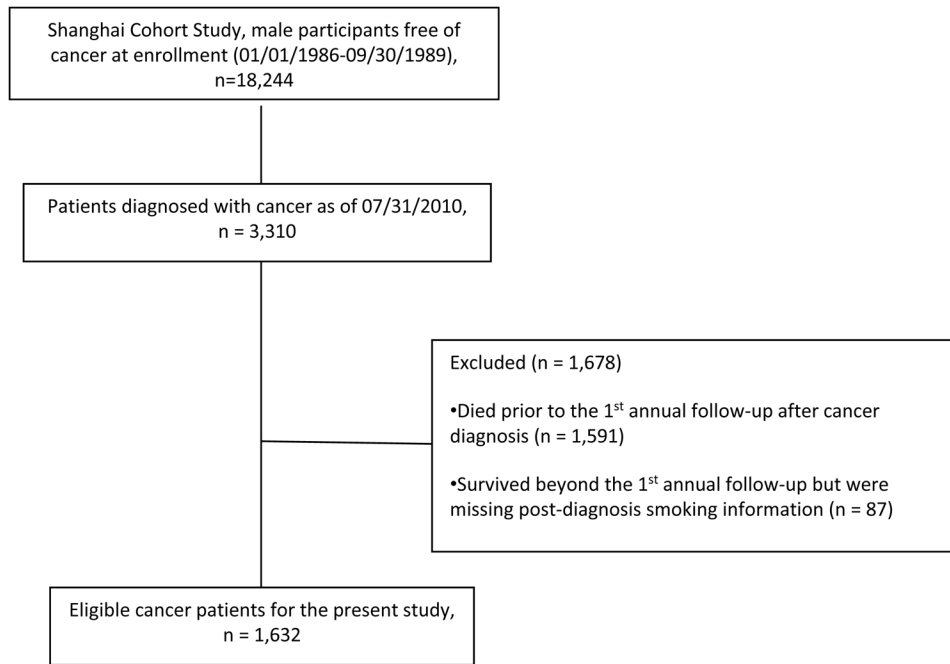 Shanghai Cohort Study, male participants free of
cancer at enrollment (01/01/1986-09/30/1989),
n=18,244
Patients diagnosed with cancer as of 07/31/2010,
n = 3,310
Excluded (n = 1,678)
•Died prior to the 1st annual follow-up after cancer
diagnosis (n = 1,591)
•Survived beyond the 1st annual follow-up but were
missing post-diagnosis smoking information (n = 87)
Eligible cancer patients for the present study,
n = 1,632